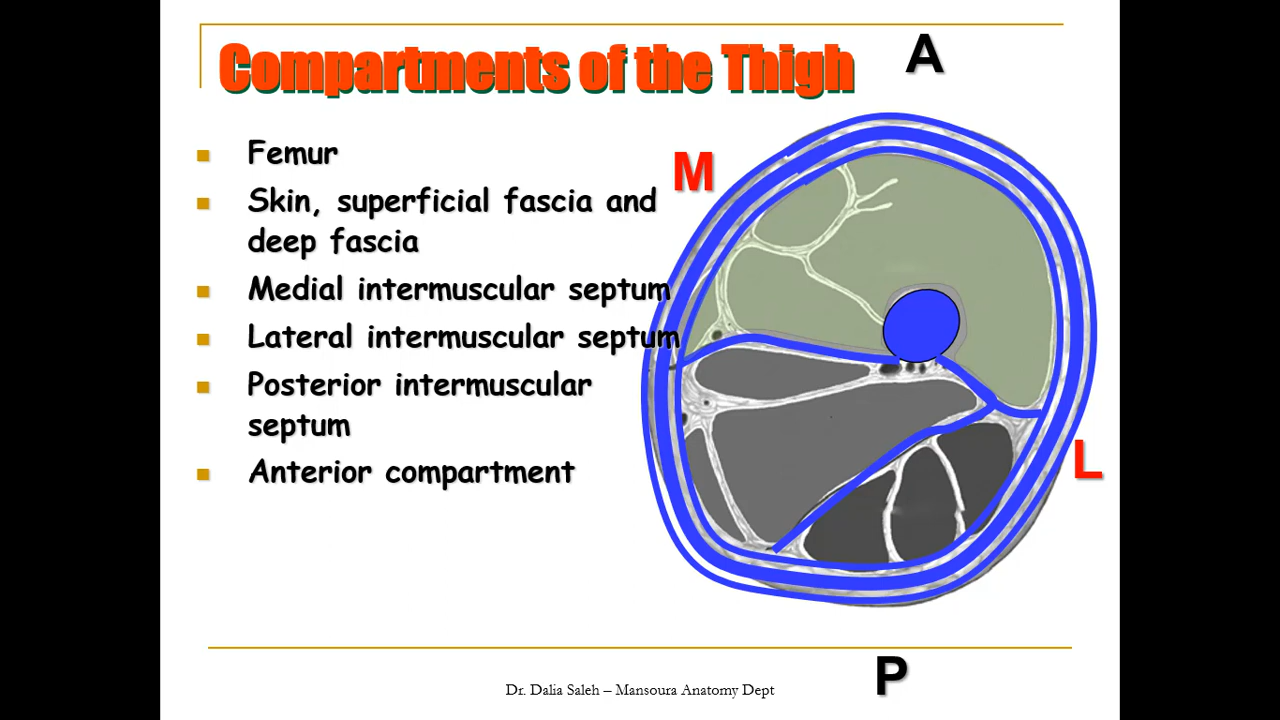 Compartments of the Thigh
A
M
Femur
Skin, superficial fascia and
deep fascia
Medial intermuscular septum
Lateral intermuscular septum
Posterior intermuscular
septum
Anterior compartment
L
P
Dr. Dalia Saleh – Mansoura Anatomy Dept